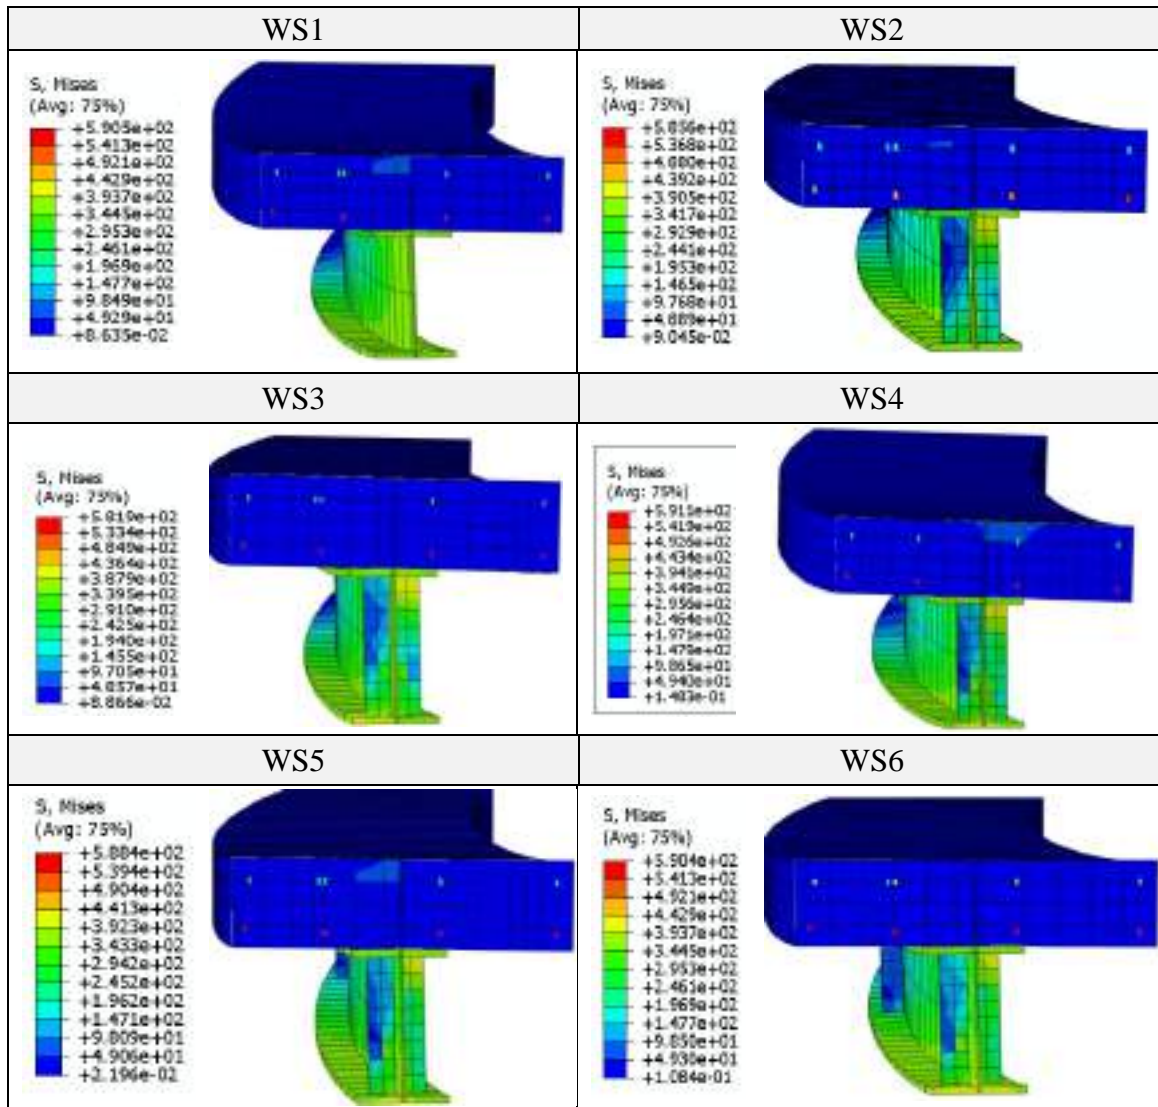 WS1
WS2
S, Mises
(Avg: 75%)
+5.905e+02
+5.413e+02
+4.921e+02
+4.429e+02
+3.937e+02
+3.445e+02
+2.953e+02
+2.461e+02
+1.969e+02
+1.477e+02
+9.849e+01
+4.929e+01
+8.635e-02
S, Mises
(Avg: 75%)
+5.856e+02
+5.368e+02
+4.880e+02
+4.392e+02
+3.905e+02
+3.417e+02
+2.929e+02
+2.441e+02
+1.953e+02
+1.465e+02
+9.768e+01
+4.889e+01
+9.045e-02
WS3
WS4
S, Mises
(Avg: 75%)
+5.819e+02
+5.334e+02
+4.849e+02
+4.364e+02
+3.879e+02
+3.395e+02
+2.910e+02
+2.425e+02
+1.940e+02
+1.455e+02
+9.705e+01
+4.857e+01
+8.866e-02
S, Mises
(Avg: 75%)
+5.911e+02
+5.419e+02
+4.926e+02
+4.434e+02
+3.941e+02
+3.449e+02
+2.956e+02
+2.464e+02
+1.971e+02
+1.479e+02
+9.865e+01
+4.940e+01
+1.483e-01
WS5
WS6
S, Mises
(Avg: 75%)
+5.884e+02
+5.394e+02
+4.904e+02
+4.413e+02
+3.923e+02
+3.433e+02
+2.942e+02
+2.452e+02
+1.962e+02
+1.471e+02
+9.809e+01
+4.906e+01
+2.196e-02
S, Mises
(Avg: 75%)
+5.904e+02
+5.413e+02
+4.921e+02
+4.429e+02
+3.937e+02
+3.445e+02
+2.953e+02
+2.461e+02
+1.969e+02
+1.477e+02
+9.850e+01
+4.930e+01
+1.084e-01